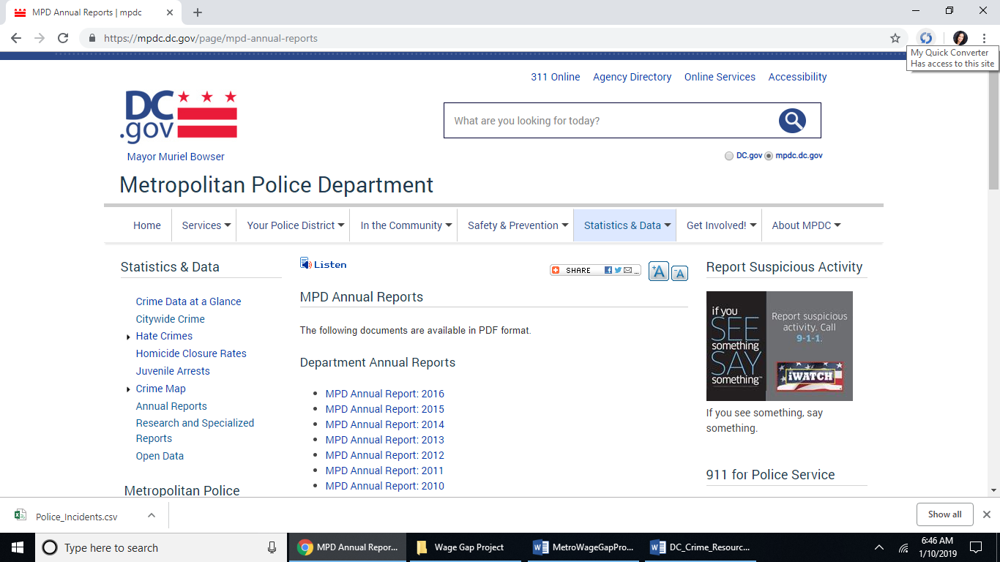 MPD Annual Reports | mpdc
https://mpdc.dc.gov/page/mpd-annual-reports
My Quick Converter
Has access to this site
311 Online Agency Directory Online Services Accessibility
DC
.gov
What are you looking for today?
Mayor Muriel Bowser
DC.gov mpdc.dc.gov
Metropolitan Police Department
Home Services Your Police District In the Community Safety & Prevention Statistics & Data Get Involved! About MPDC
Statistics & Data
Crime Data at a Glance
Citywide Crime
Hate Crimes
Homicide Closure Rates
Juvenile Arrests
Crime Map
Annual Reports
Research and Specialized
Reports
Open Data
Metropolitan Police
Listen
SHARE ...
+A -A
MPD Annual Reports
The following documents are available in PDF format.
Department Annual Reports
MPD Annual Report: 2016
MPD Annual Report: 2015
MPD Annual Report: 2014
MPD Annual Report: 2013
MPD Annual Report: 2012
MPD Annual Report: 2011
MPD Annual Report: 2010
Report Suspicious Activity
if you
SEE
something
SAY
something™
Report suspicious
activity. Call
9-1-1.
iWATCH
If you see something, say
something.
911 for Police Service
Police_Incidents.csv
Show all
Type here to search
MPD Annual Repor...
Wage Gap Project
MetroWageGapPro...
DC_Crime_Resourc...
6:46 AM
1/10/2019